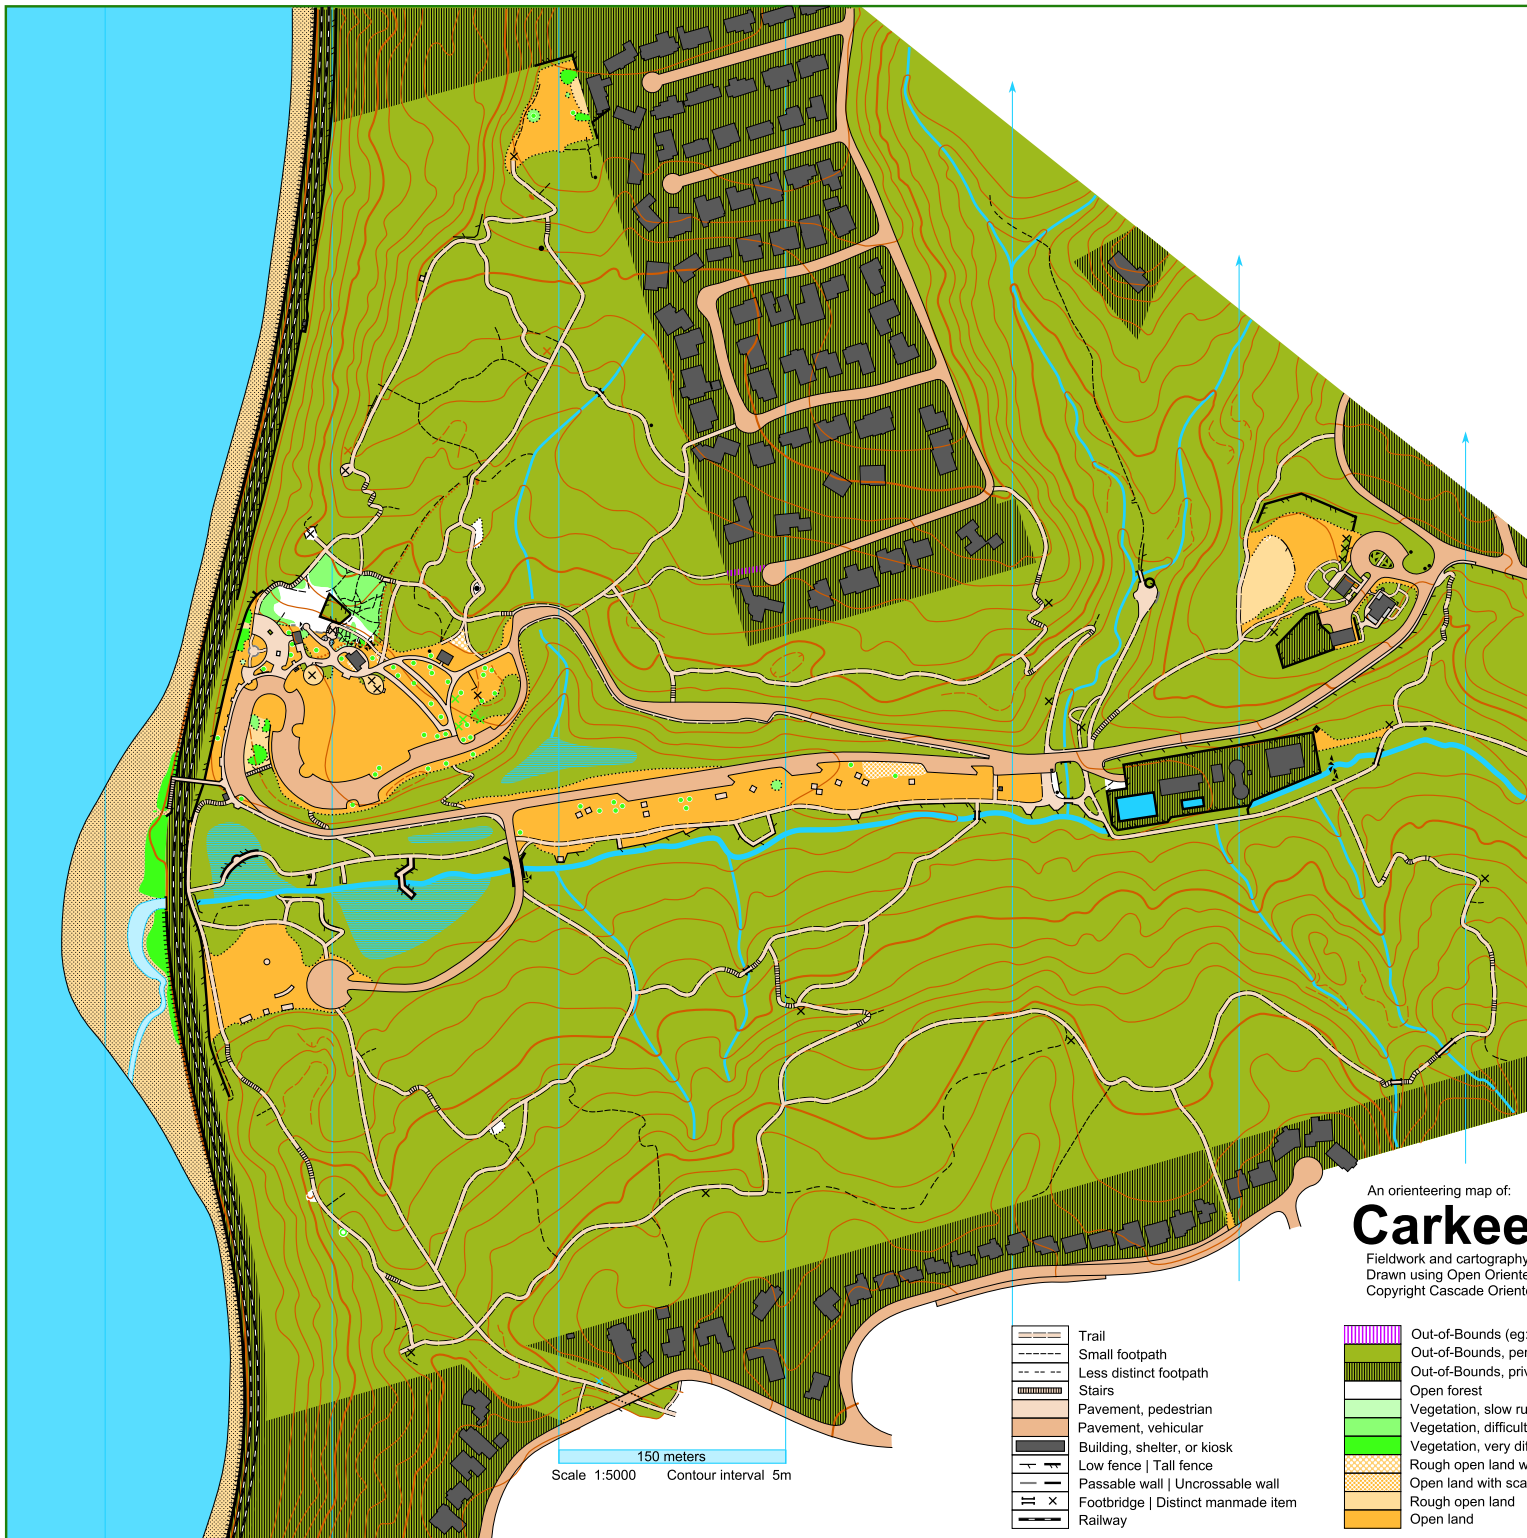 An orienteering map of:
Carkee
Fieldwork and cartography
Drawn using Open Oriente
Copyright Cascade Oriente
Trail
Small footpath
Less distinct footpath
Stairs
Pavement, pedestrian
Pavement, vehicular
Building, shelter, or kiosk
Low fence | Tall fence
Passable wall | Uncrossable wall
Footbridge | Distinct manmade item
Railway
Out-of-Bounds (eg:
Out-of-Bounds, per
Out-of-Bounds, priv
Open forest
Vegetation, slow ru
Vegetation, difficult
Vegetation, very dif
Rough open land w
Open land with sca
Rough open land
Open land
150 meters
Scale 1:5000 Contour interval 5m